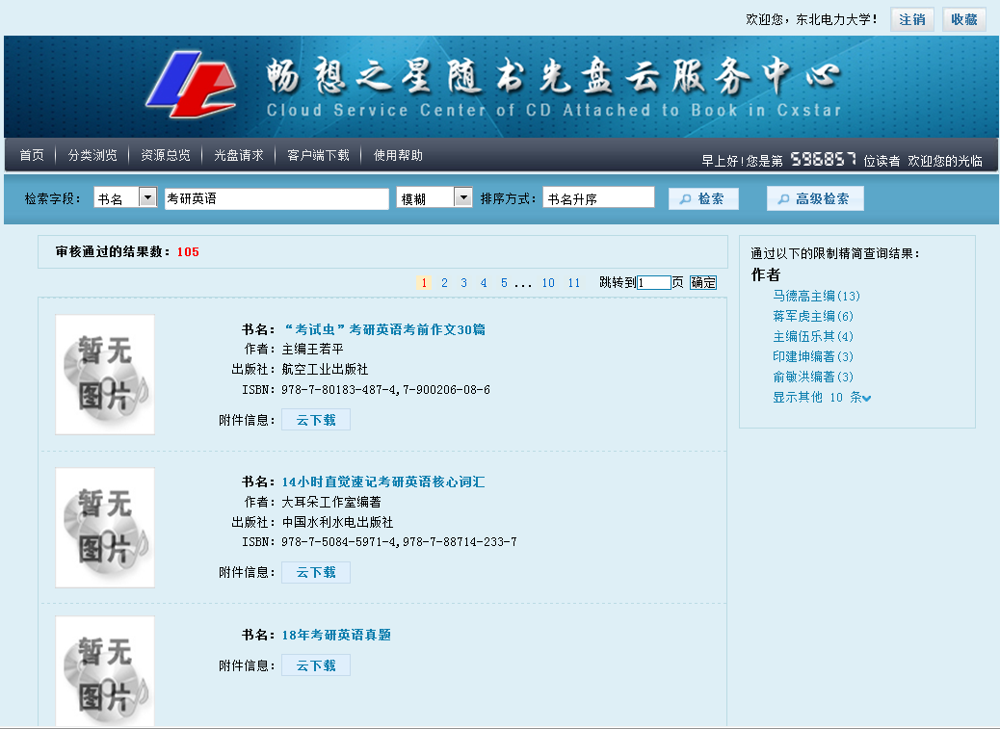 欢迎您，东北电力大学！ 注销 收藏
畅想之星随书光盘云服务中心
Cloud Service Center of CD Attached to Book in Cxstar
首页 分类浏览 资源总览 光盘请求 客户端下载 使用帮助 早上好!您是第 596857 位读者 欢迎您的光临
检索字段： 书名 考研英语 模糊 排序方式： 书名升序 检索 高级检索
审核通过的结果数：105
1 2 3 4 5 ... 10 11 跳转到1页 确定
暂无图片
书名：“考试虫”考研英语考前作文30篇
作者：主编王若平
出版社：航空工业出版社
ISBN：978-7-80183-487-4,7-900206-08-6
附件信息： 云下载
暂无图片
书名：14小时直觉速记考研英语核心词汇
作者：大耳朵工作室编著
出版社：中国水利水电出版社
ISBN：978-7-5084-5971-4,978-7-88714-233-7
附件信息： 云下载
暂无图片
书名：18年考研英语真题
附件信息： 云下载
通过以下的限制精简查询结果：
作者
马德高主编(13)
蒋军虎主编(6)
主编伍乐其(4)
印建坤编著(3)
俞敏洪编著(3)
显示其他 10 条